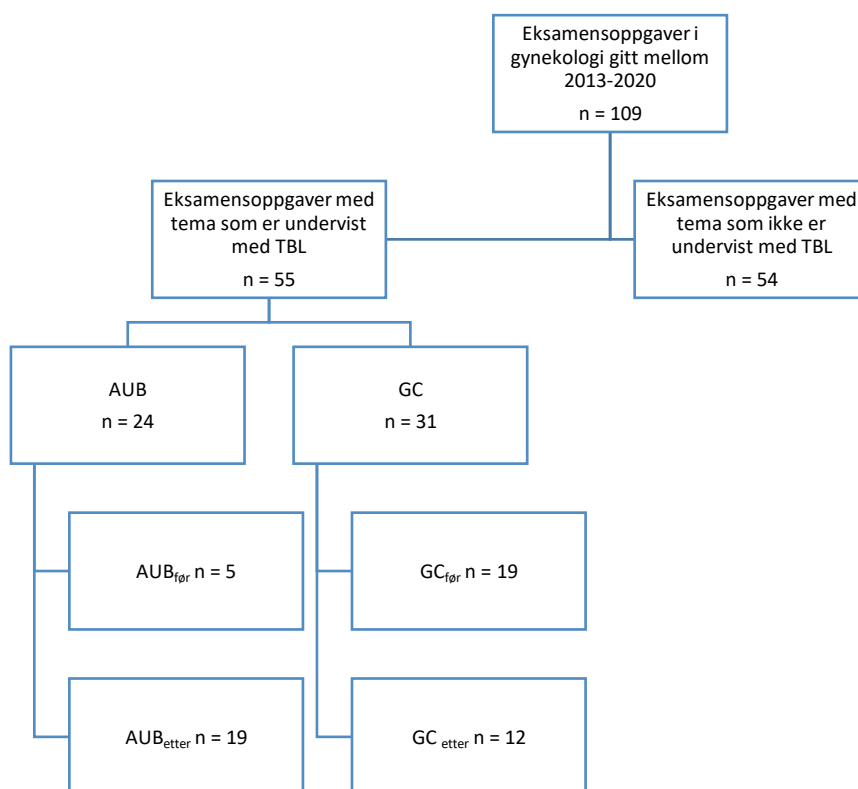 Eksamensoppgaver i
gynekologi gitt mellom
2013-2020
n = 109
Eksamensoppgaver med
tema som er undervist
med TBL
n = 55
Eksamensoppgaver med
tema som ikke er
undervist med TBL
n = 54
AUB
n = 24
GC
n = 31
AUBfør n = 5
GCfør n = 19
AUBetter n = 19
GC etter n = 12